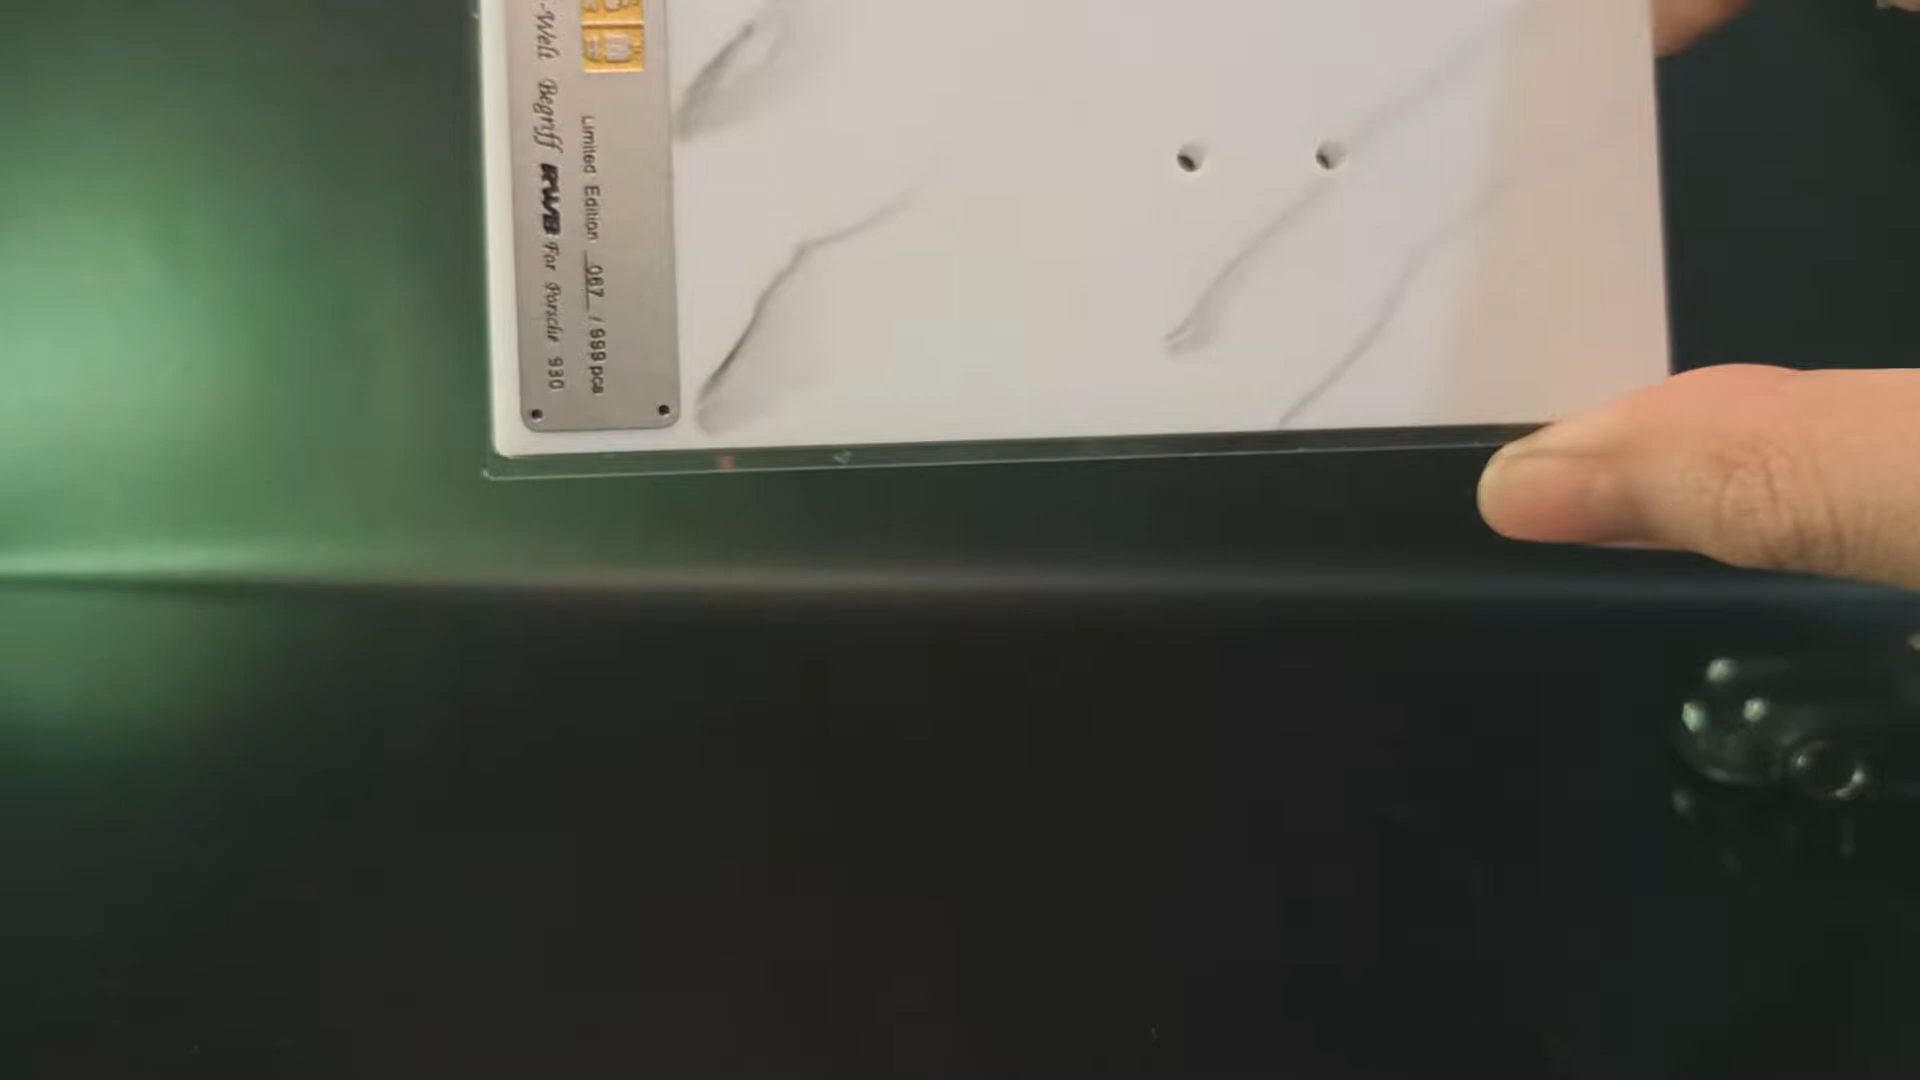 -Welt Begriff RWB For Porsche 930
Limited Edition 067 / 999 pcs